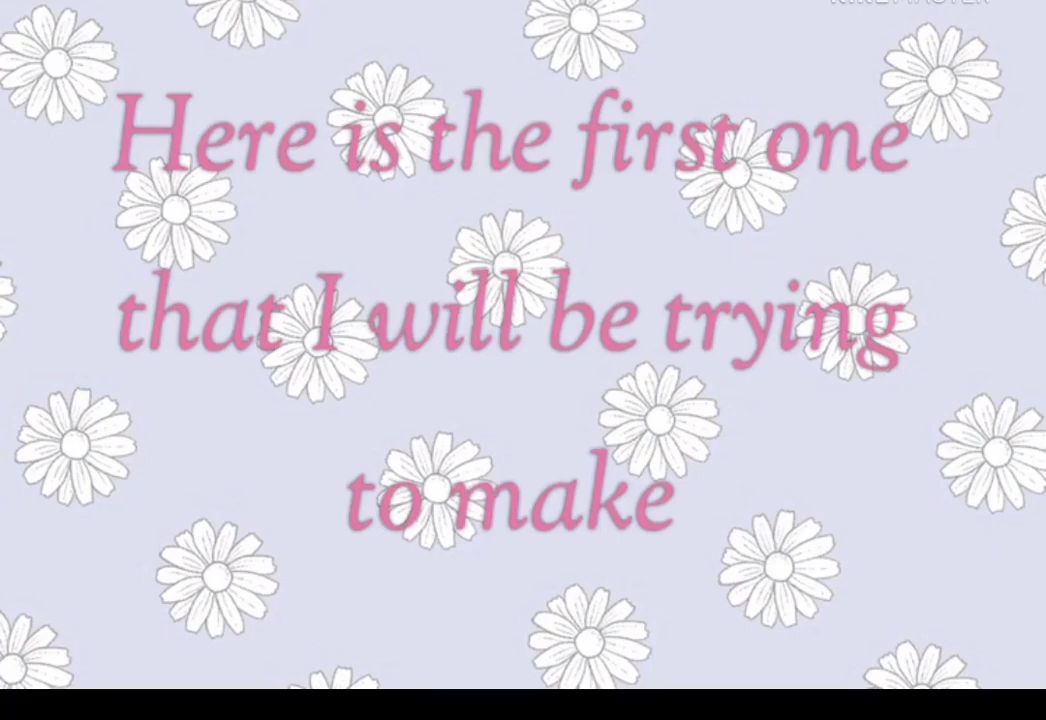 Here is the first one
that I will be trying
to make